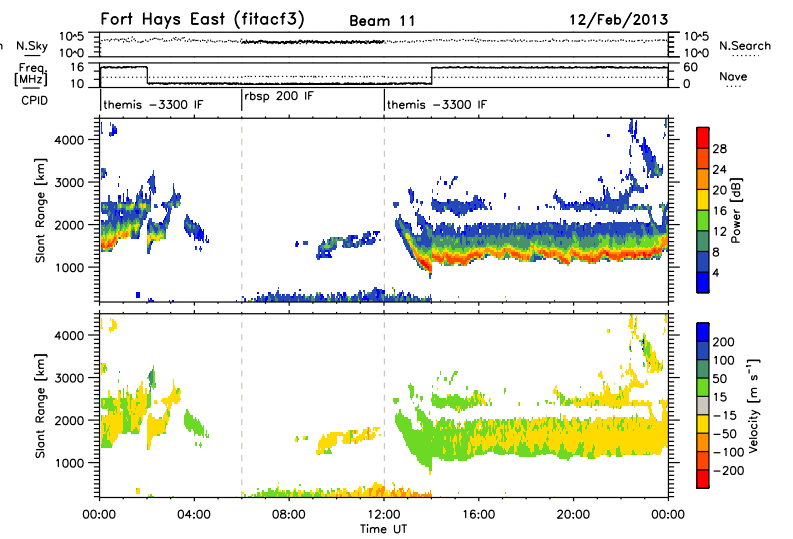 Fort Hays East (fitacf3) Beam 11 12/Feb/2013
n N.Sky 10^5 10^0 10^5 10^0 N.Search
Freq. [MHz] 16 10 60 0 Nave
CPID themis -3300 IF rbsp 200 IF themis -3300 IF
Slant Range [km] 4000 3000 2000 1000
28 24 20 16 12 8 4 Power [dB]
Slant Range [km] 4000 3000 2000 1000
200 100 50 15 -15 -50 -100 -200 Velocity [m s⁻¹]
00:00 04:00 08:00 12:00 16:00 20:00 00:00
Time UT